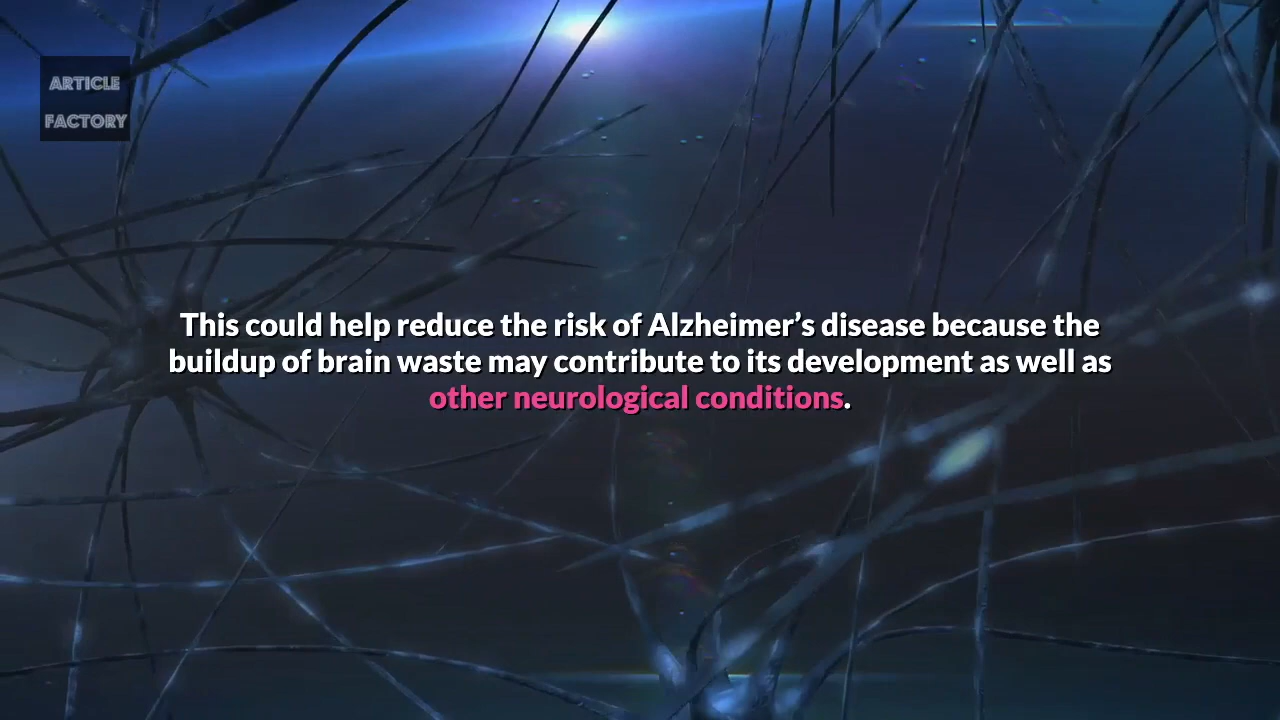 ARTICLE
FACTORY
This could help reduce the risk of Alzheimer’s disease because the
buildup of brain waste may contribute to its development as well as
other neurological conditions.